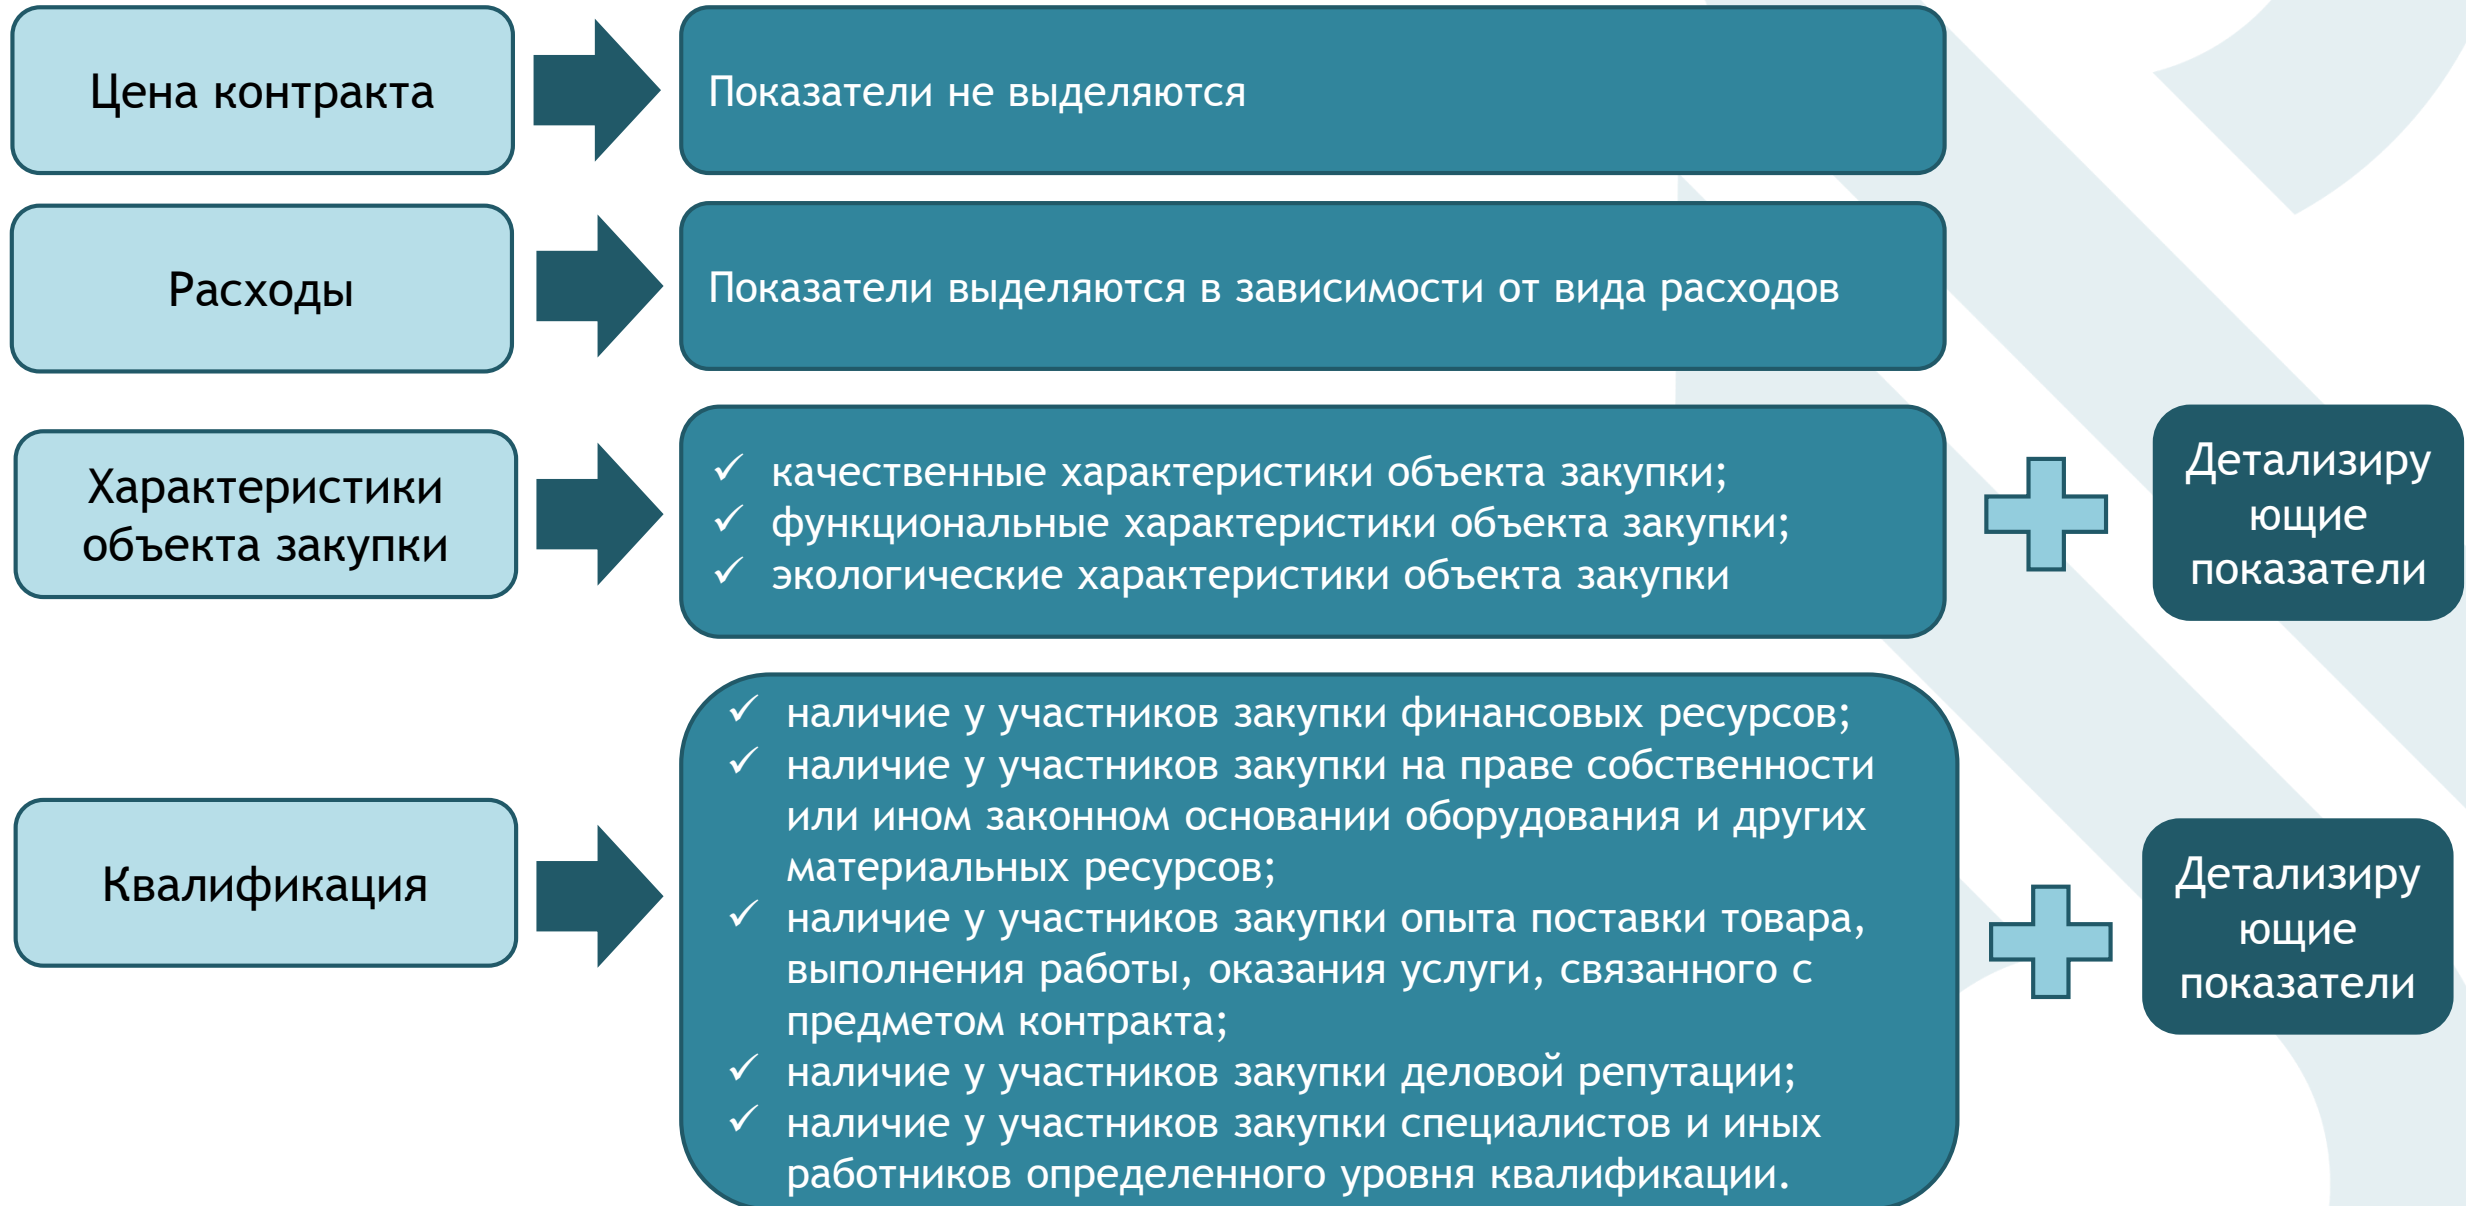 Цена контракта
Показатели не выделяются
Расходы
Показатели выделяются в зависимости от вида расходов
Характеристики
объекта закупки
✓ качественные характеристики объекта закупки;
✓ функциональные характеристики объекта закупки;
✓ экологические характеристики объекта закупки
Детализиру
ющие
показатели
Квалификация
✓ наличие у участников закупки финансовых ресурсов;
✓ наличие у участников закупки на праве собственности
или ином законном основании оборудования и других
материальных ресурсов;
✓ наличие у участников закупки опыта поставки товара,
выполнения работы, оказания услуги, связанного с
предметом контракта;
✓ наличие у участников закупки деловой репутации;
✓ наличие у участников закупки специалистов и иных
работников определенного уровня квалификации.
Детализиру
ющие
показатели